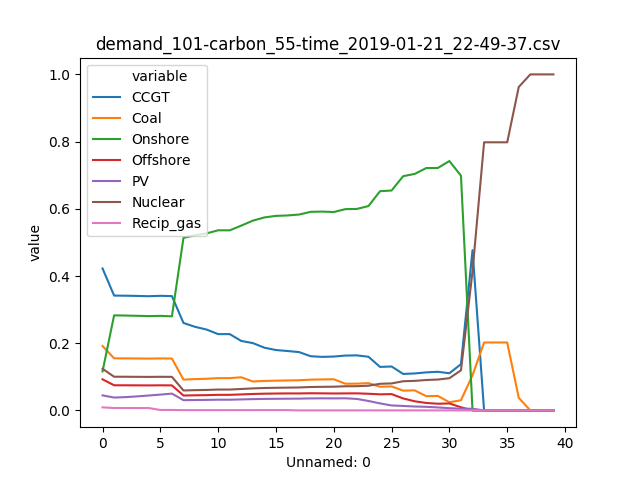 demand_101-carbon_55-time_2019-01-21_22-49-37.csv
1.0
0.8
0.6
0.4
0.2
0.0
value
variable
CCGT
Coal
Onshore
Offshore
PV
Nuclear
Recip_gas
0 5 10 15 20 25 30 35 40
Unnamed: 0